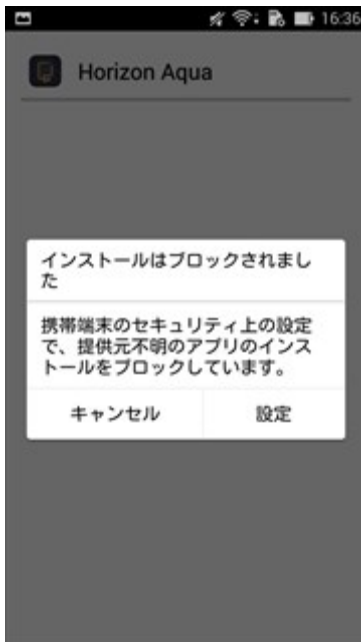 16:36
Horizon Aqua
インストールはブロックされまし
た
携帯端末のセキュリティ上の設定
で、提供元不明のアプリのインス
トールをブロックしています。
キャンセル 設定